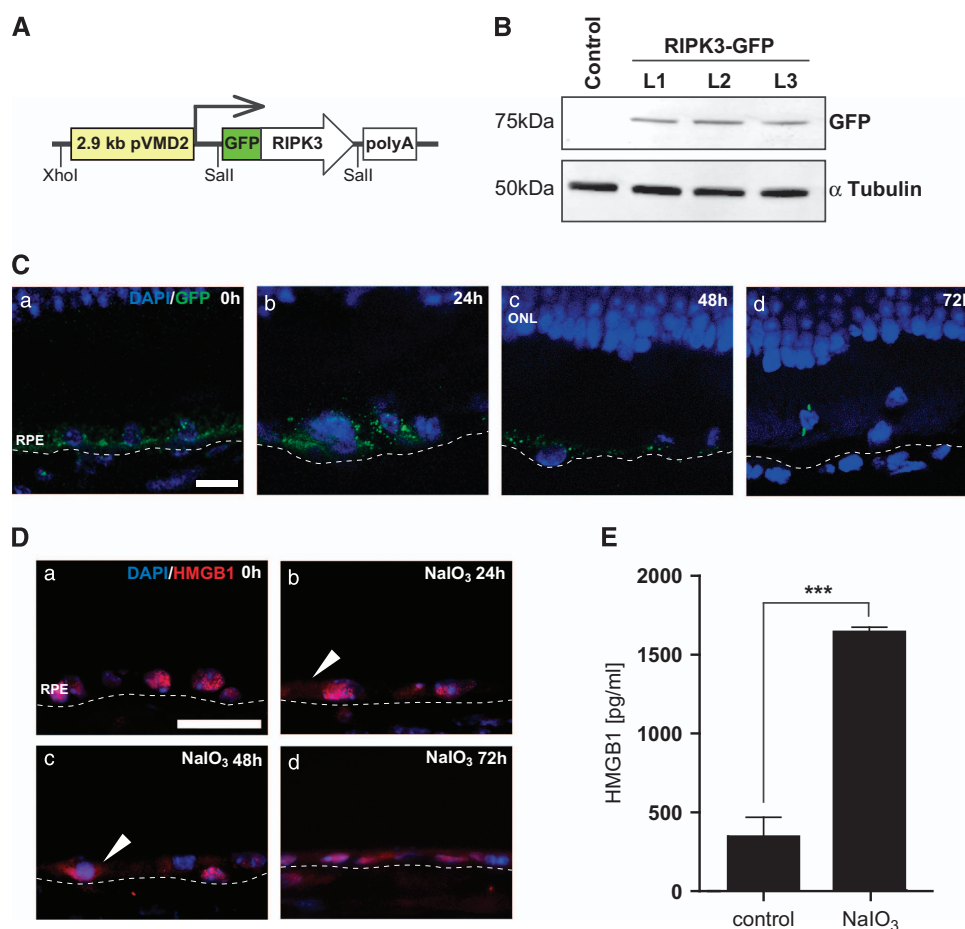 A
2.9 kb pVMD2
GFP
RIPK3
polyA
XhoI
SalI
SalI
B
Control
RIPK3-GFP
L1 L2 L3
75kDa
GFP
50kDa
α Tubulin
C
a
DAPI/GFP 0h
RPE
b
24h
c
48h
ONL
d
72h
D
a
DAPI/HMGB1 0h
RPE
b
NaIO₃ 24h
c
NaIO₃ 48h
d
NaIO₃ 72h
E
2000
***
1500
1000
500
0
HMGB1 [pg/ml]
control NaIO₃